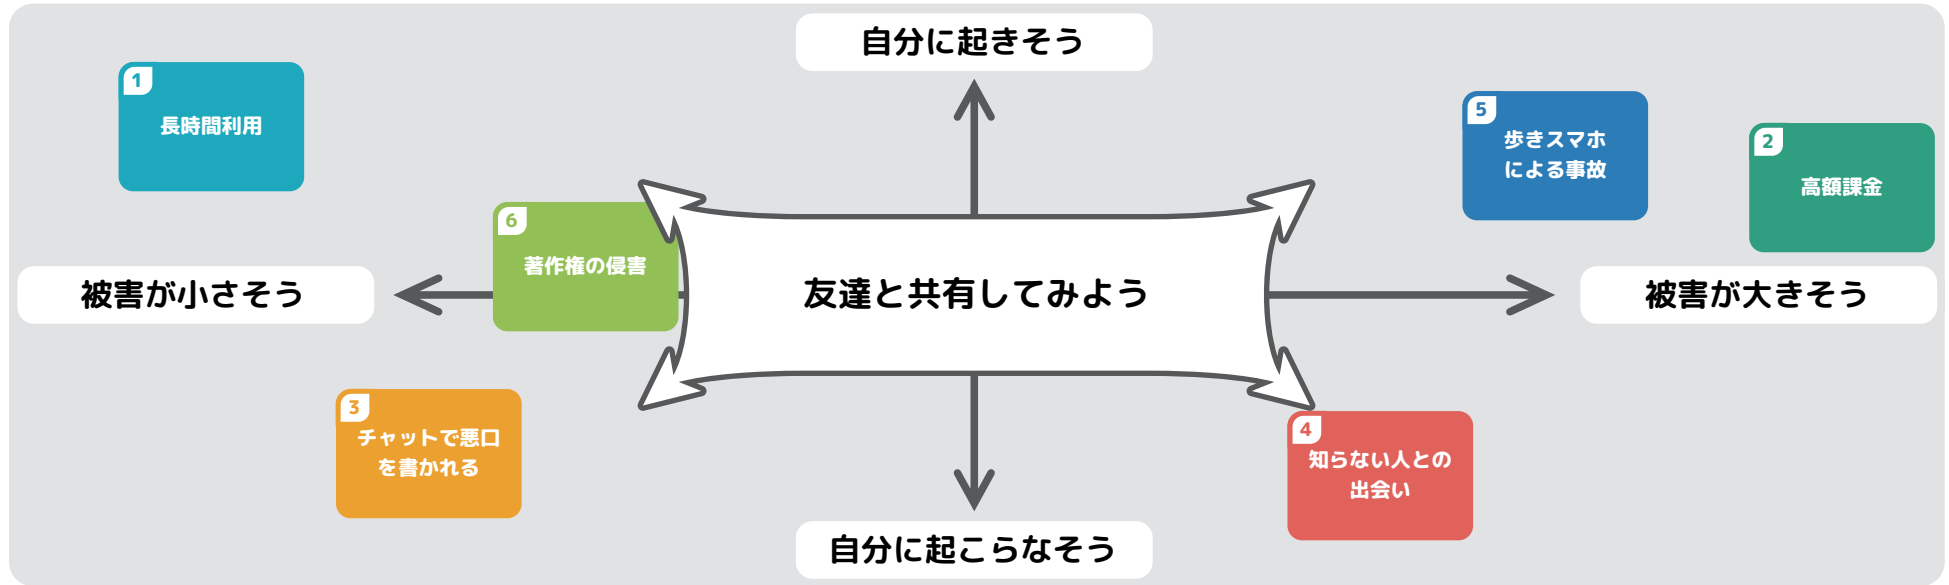 自分に起きそう
1
長時間利用
5
歩きスマホ
による事故
2
高額課金
6
著作権の侵害
被害が小さそう
友達と共有してみよう
被害が大きそう
3
チャットで悪口
を書かれる
4
知らない人との
出会い
自分に起こらなそう